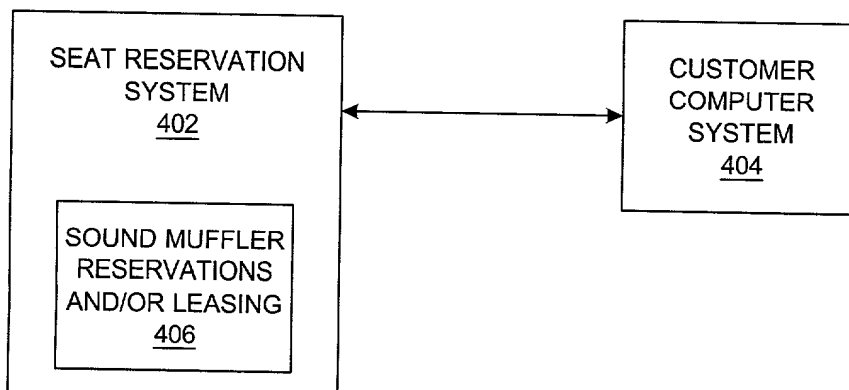 SEAT RESERVATION
SYSTEM
402
SOUND MUFFLER
RESERVATIONS
AND/OR LEASING
406
CUSTOMER
COMPUTER
SYSTEM
404